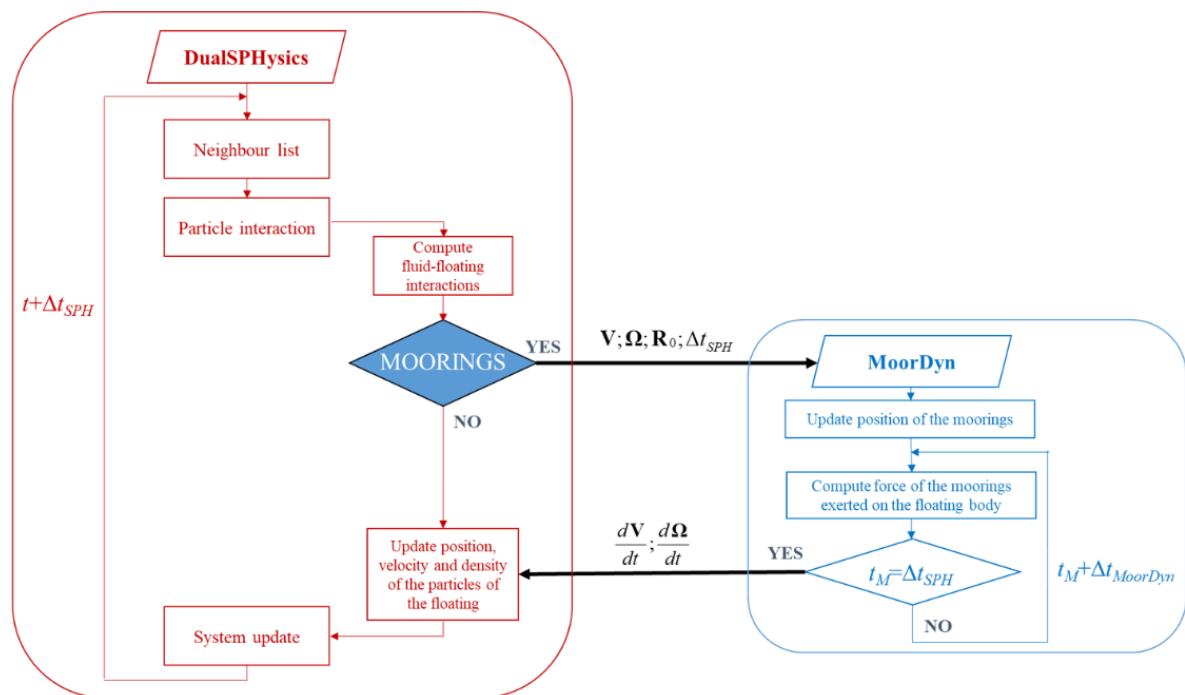 DualSPHysics
Neighbour list
Particle interaction
Compute
fluid-floating
interactions
t+Δt_SPH
MOORINGS
YES
NO
V; Ω; R₀; Δt_SPH
Update position,
velocity and density
of the particles of
the floating
System update
MoorDyn
Update position of the moorings
Compute force of the moorings
exerted on the floating body
t_M=Δt_SPH
YES
NO
t_M+Δt_MoorDyn
dV/dt ; dΩ/dt